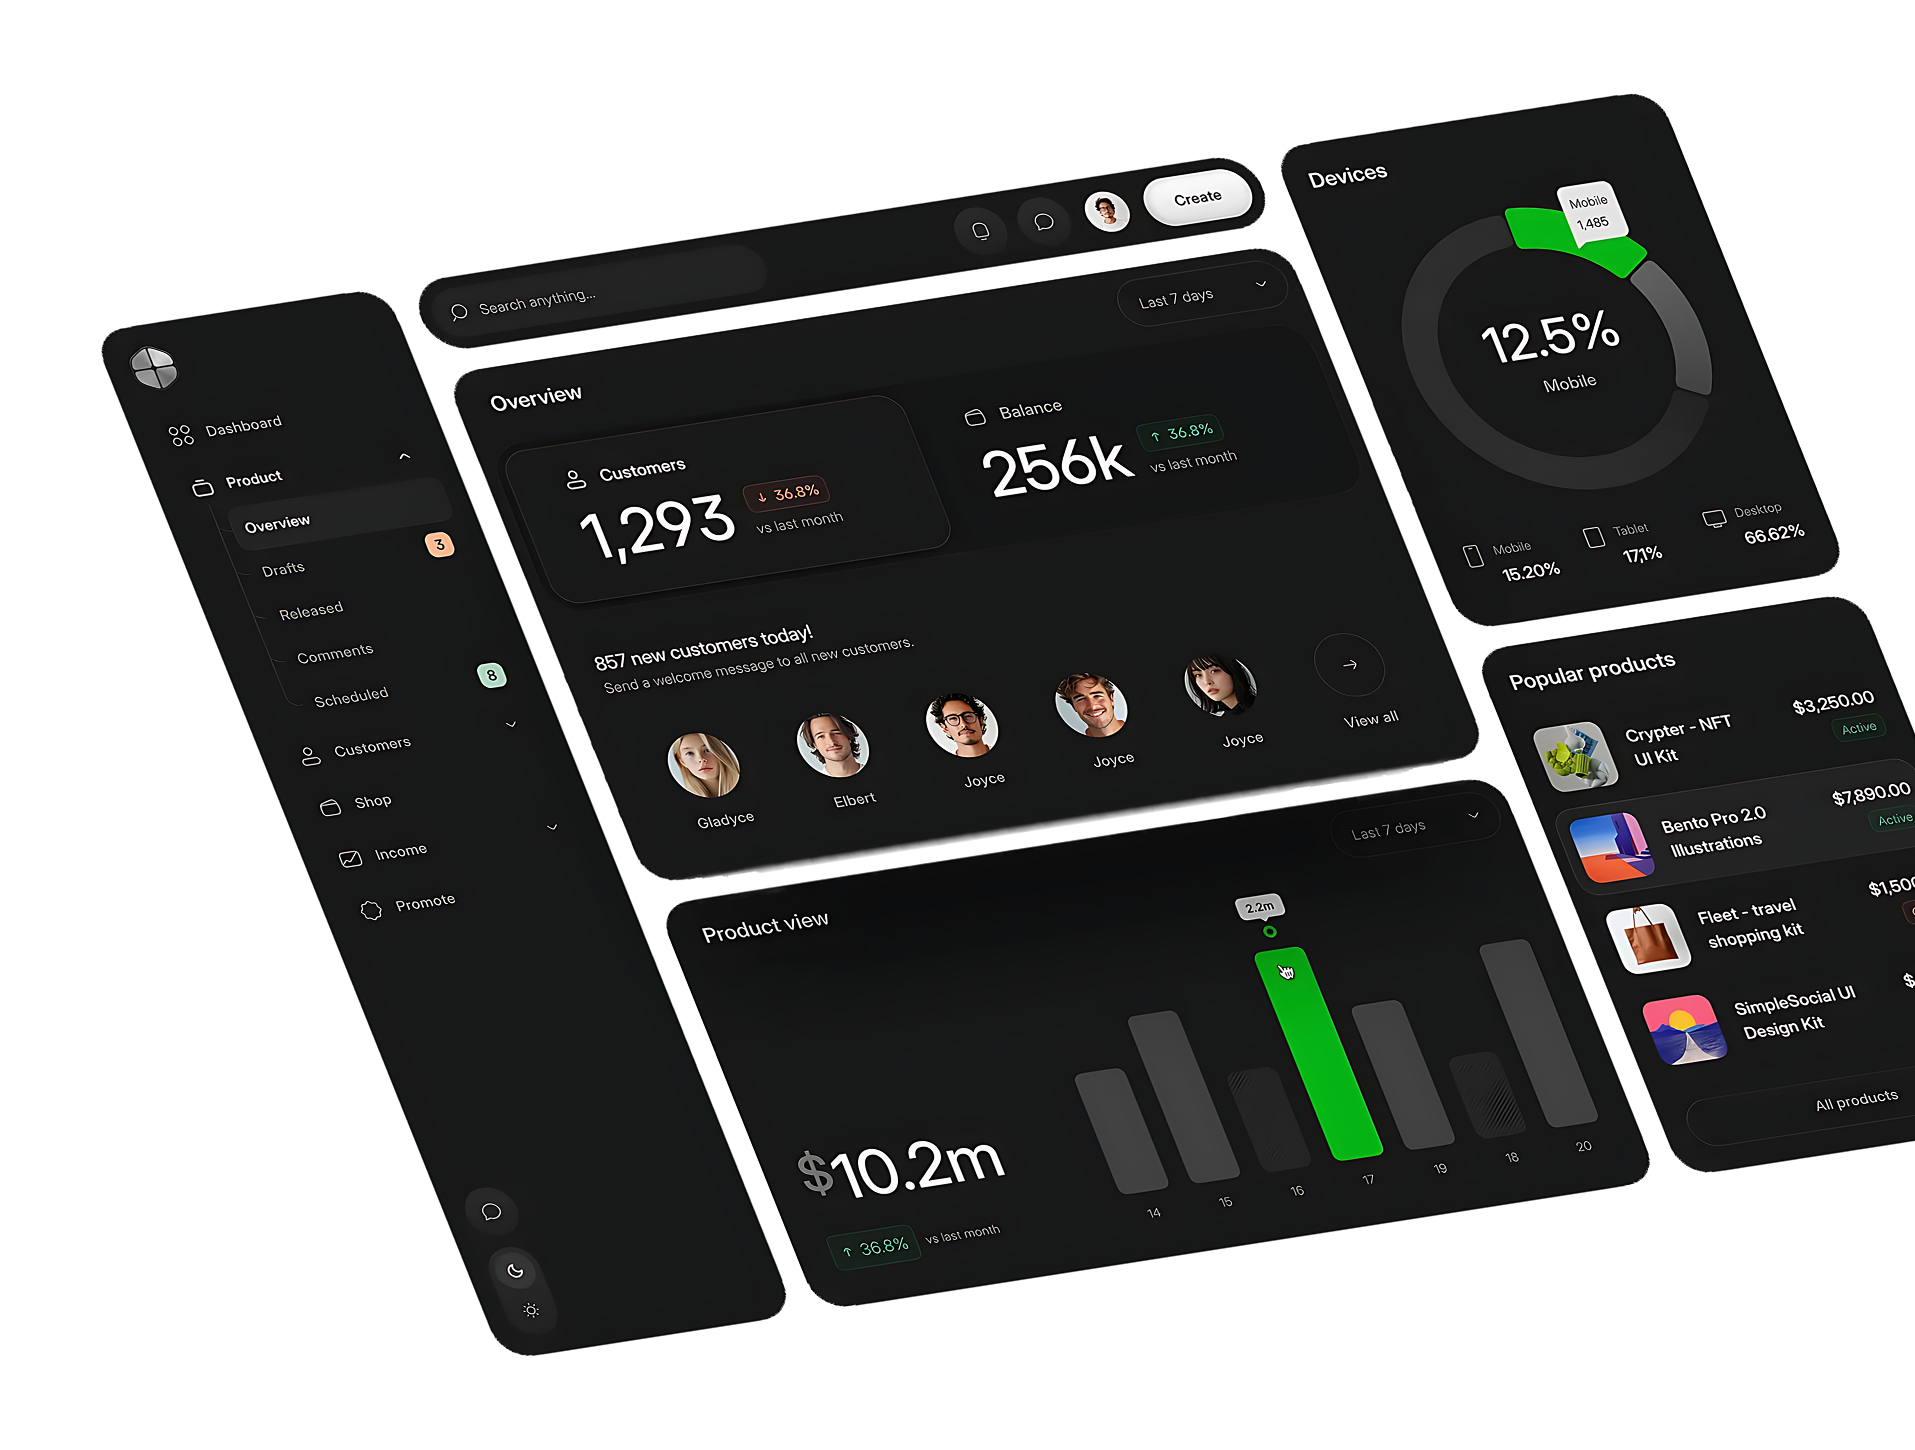 Dashboard
Product
Overview
Drafts
3
Released
Comments
Scheduled
8
Customers
Shop
Income
Promote
Search anything...
Create
Overview
Last 7 days
Customers
1,293
↓ 36.8%
vs last month
Balance
256k
↑ 36.8%
vs last month
857 new customers today!
Send a welcome message to all new customers.
Gladyce
Elbert
Joyce
Joyce
Joyce
View all
Product view
Last 7 days
2.2m
$10.2m
↑ 36.8%
vs last month
14
15
16
17
19
18
20
Devices
Mobile
1,485
12.5%
Mobile
Mobile
15.20%
Tablet
17,1%
Desktop
66.62%
Popular products
Crypter - NFT
UI Kit
$3,250.00
Active
Bento Pro 2.0
Illustrations
$7,890.00
Active
Fleet - travel
shopping kit
$1,500
SimpleSocial UI
Design Kit
$
All products